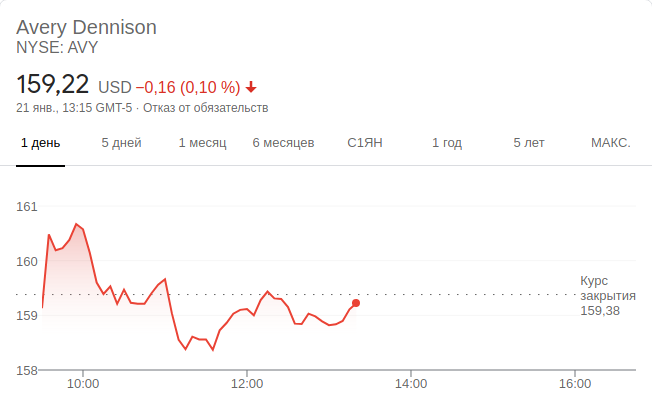 Avery Dennison
NYSE: AVY
159,22 USD −0,16 (0,10 %)
21 янв., 13:15 GMT-5 · Отказ от обязательств
1 день 5 дней 1 месяц 6 месяцев С1ЯН 1 год 5 лет МАКС.
161
160
159
158
Курс
закрытия
159,38
10:00 12:00 14:00 16:00